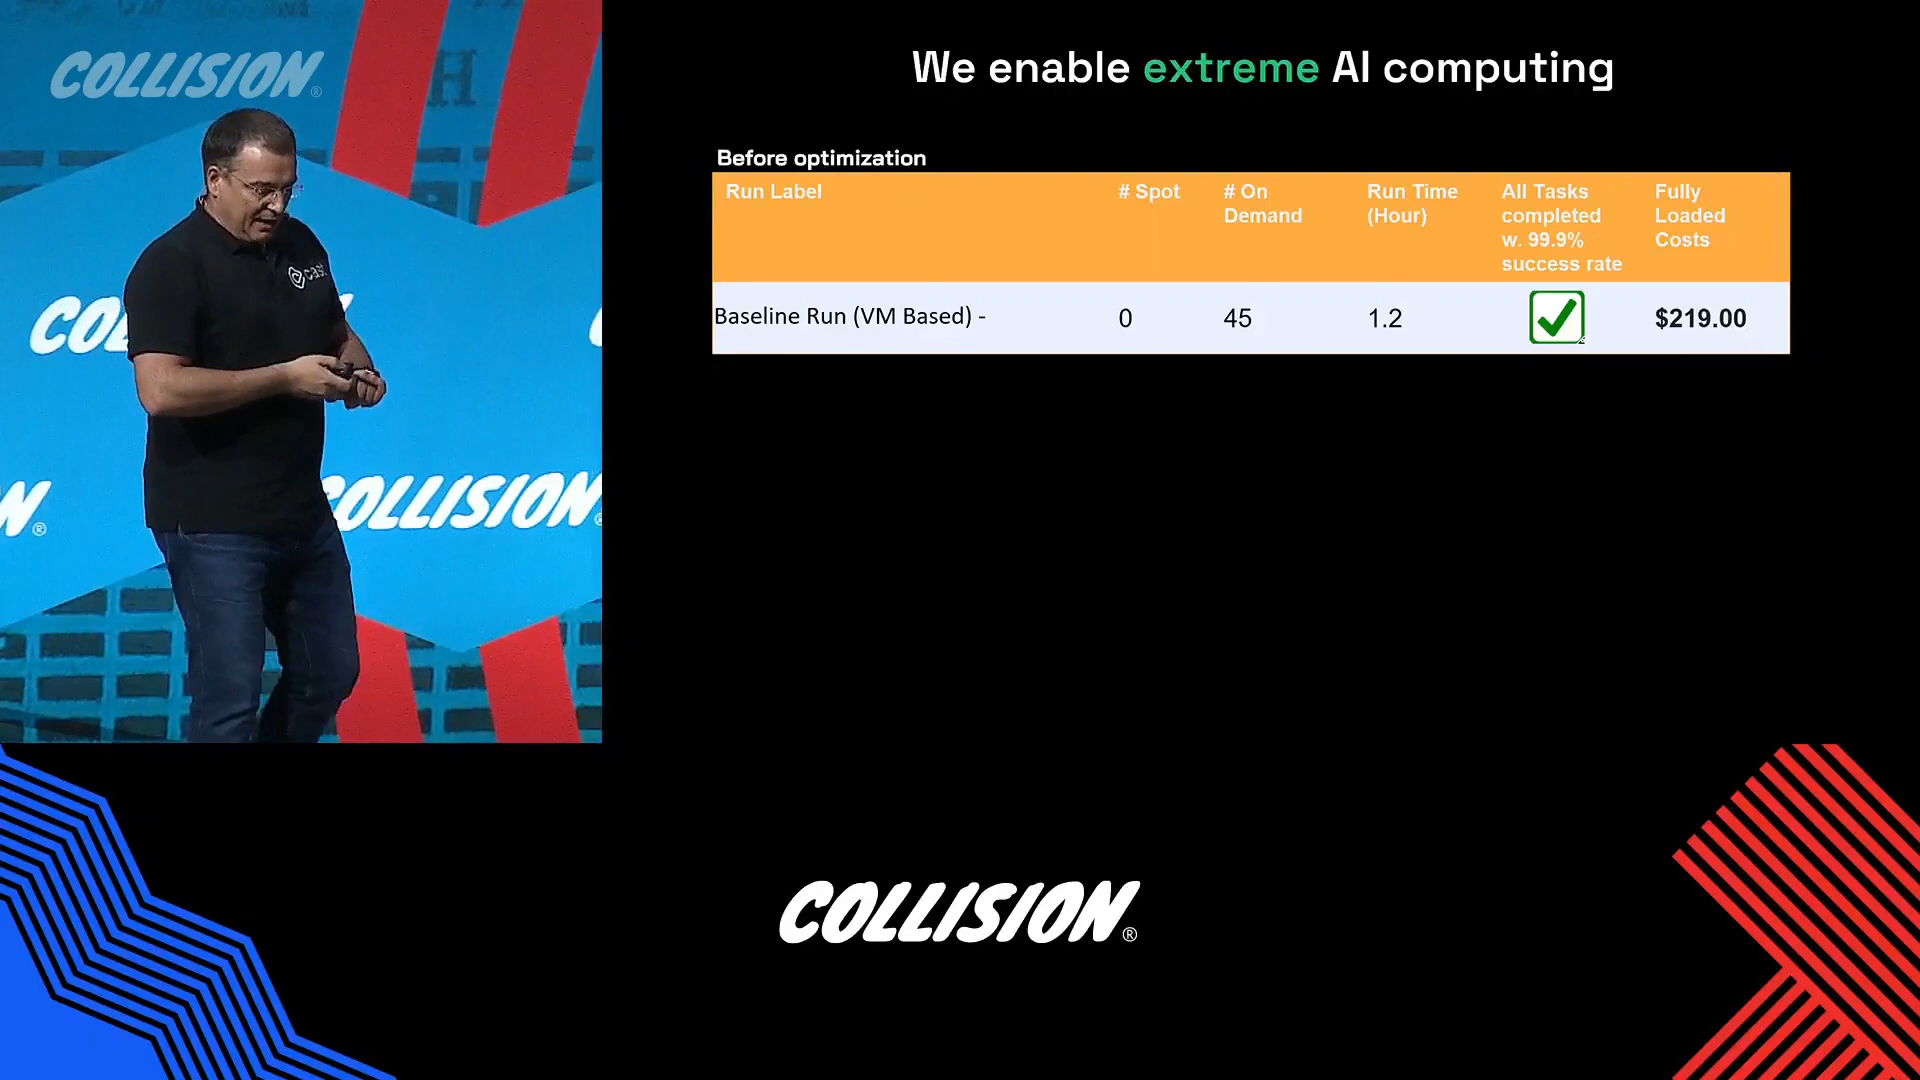 COLLISION®
We enable extreme AI computing
Before optimization
Run Label
# Spot
# On
Demand
Run Time
(Hour)
All Tasks
completed
w. 99.9%
success rate
Fully
Loaded
Costs
Baseline Run (VM Based) -
0
45
1.2
$219.00
cast
COLLISION®
COLLISION®